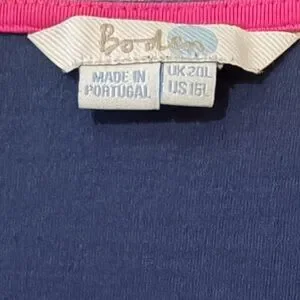 Boden
MADE IN
PORTUGAL
UK 20L
US 16L